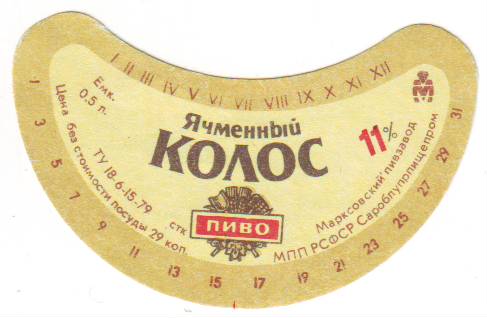 I II III IV V VI VII VIII IX X XI XII
Емк.
0,5 л.
Цена без стоимости посуды 29 коп.
ТУ 18-6-15-79
стк
Ячменный
КОЛОС
11%
ПИВО
М
Марксовский пивзавод
МПП РСФСР Сароблупрпищепром
1 3 5 7 9 11 13 15 17 19 21 23 25 27 29 31